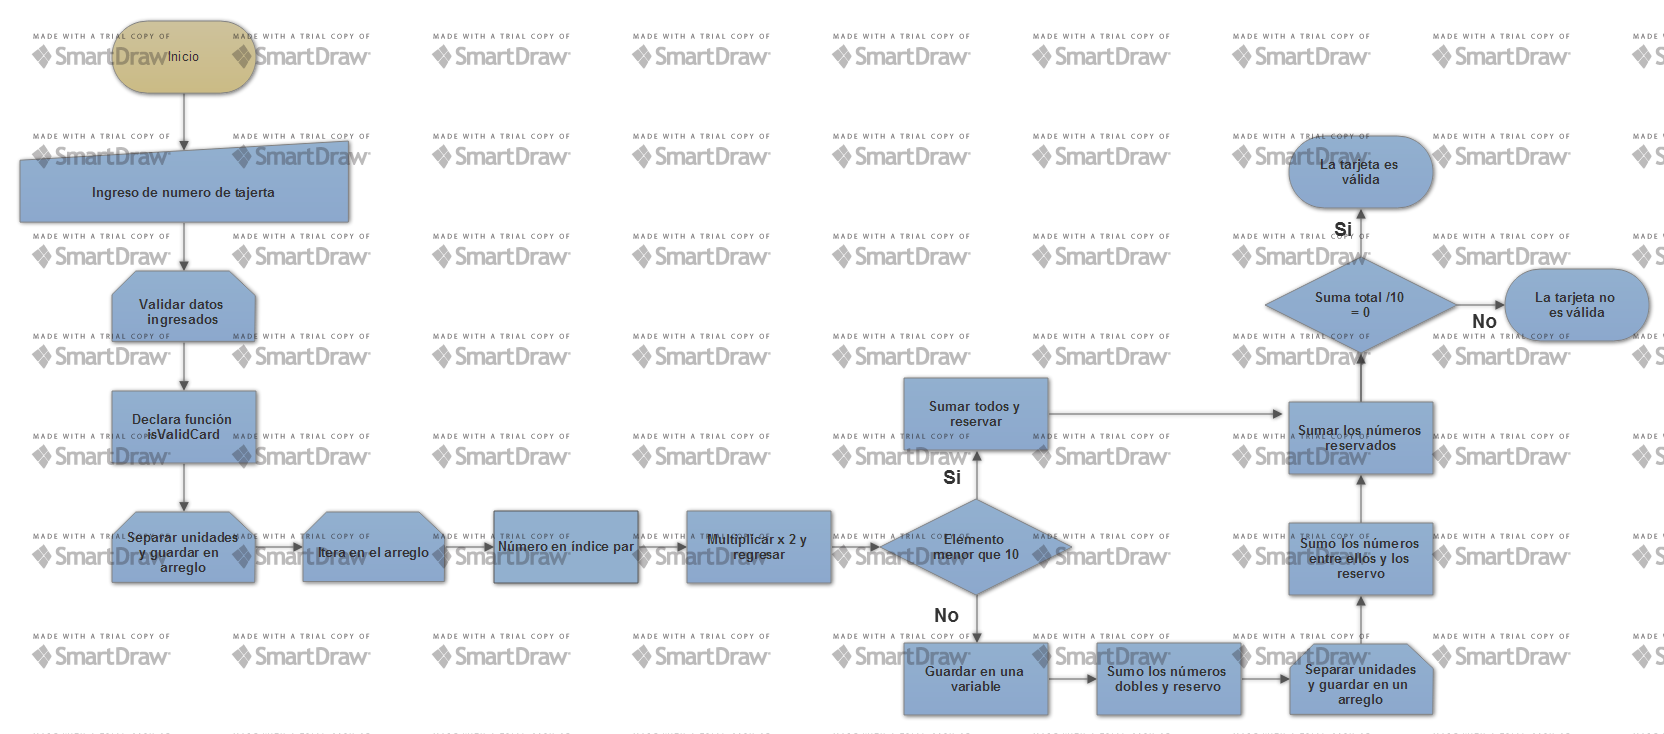 Inicio
Ingreso de numero de tajerta
Validar datos
ingresados
Declara función
isValidCard
Separar unidades
y guardar en
arreglo
Itera en el arreglo
Número en índice par
Multiplicar x 2 y
regresar
Elemento
menor que 10
Si
Sumar todos y
reservar
No
Guardar en una
variable
Sumo los números
dobles y reservo
Separar unidades
y guardar en un
arreglo
Sumo los números
entre ellos y los
reservo
Sumar los números
reservados
Suma total /10
= 0
Si
La tarjeta es
válida
No
La tarjeta no
es válida
MADE WITH A TRIAL COPY OF
SmartDraw